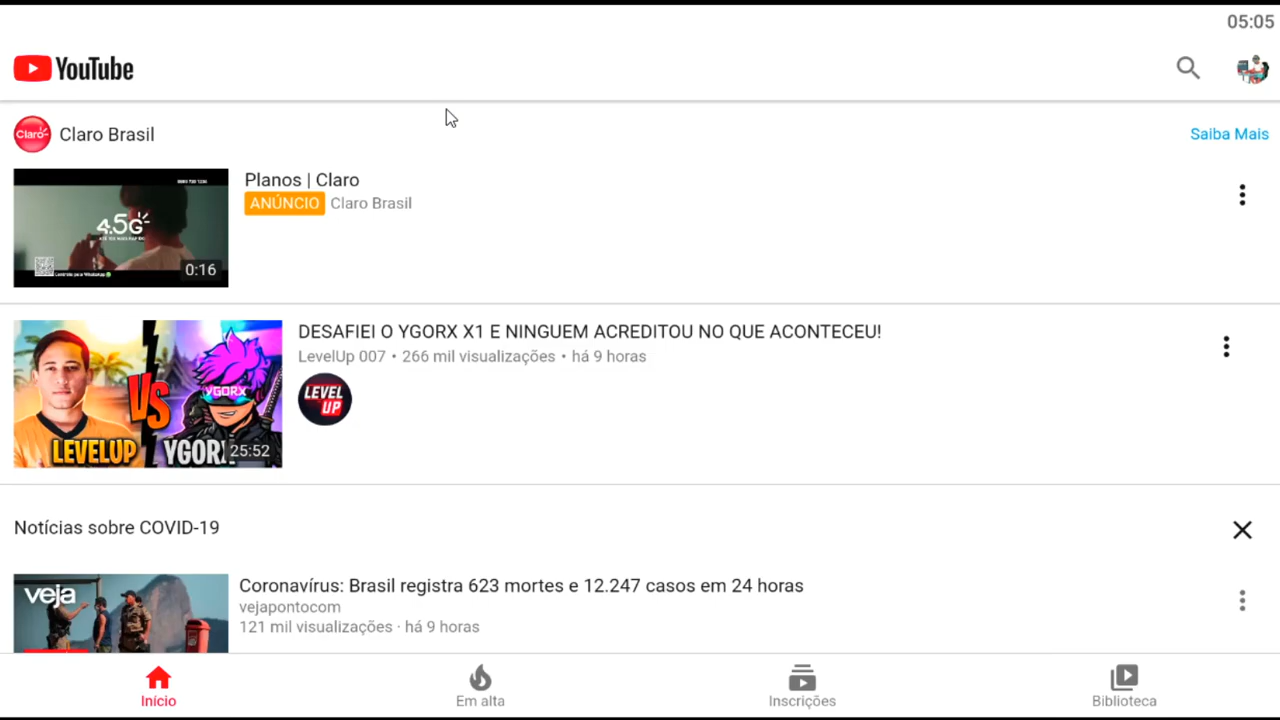 05:05
YouTube
Claro Brasil
Saiba Mais
Claro
Planos | Claro
ANÚNCIO Claro Brasil
4.5G
0:16
DESAFIEI O YGORX X1 E NINGUEM ACREDITOU NO QUE ACONTECEU!
LevelUp 007 • 266 mil visualizações • há 9 horas
LEVEL
UP
VS
YGORX
LEVELUP
YGOR
25:52
Notícias sobre COVID-19
veja
Coronavírus: Brasil registra 623 mortes e 12.247 casos em 24 horas
vejapontocom
121 mil visualizações · há 9 horas
Início
Em alta
Inscrições
Biblioteca